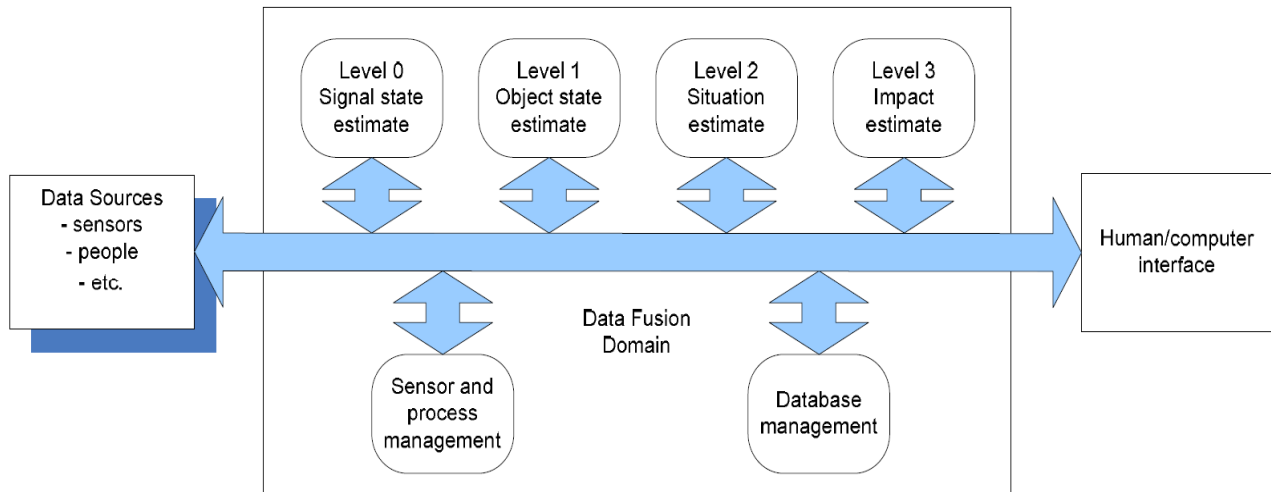 Level 0
Signal state
estimate
Level 1
Object state
estimate
Level 2
Situation
estimate
Level 3
Impact
estimate
Data Sources
- sensors
- people
- etc.
Human/computer
interface
Data Fusion
Domain
Sensor and
process
management
Database
management